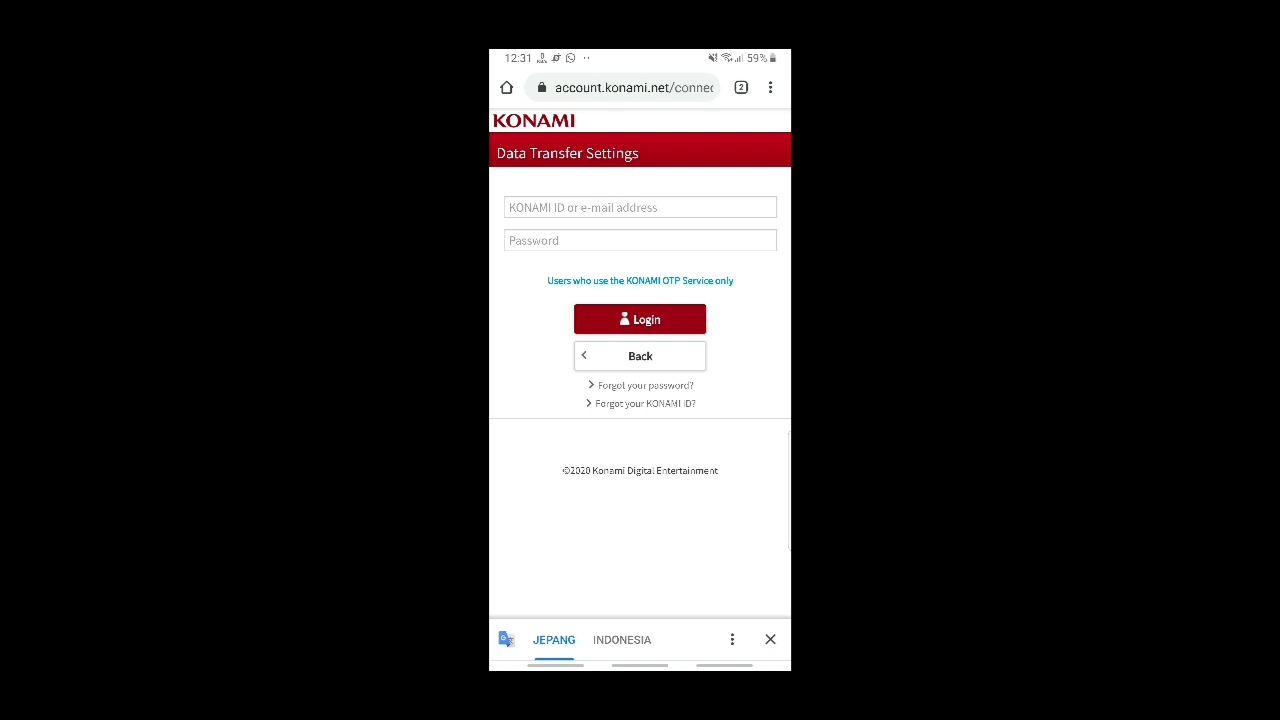 12:31 59%
account.konami.net/connec 2
KONAMI
Data Transfer Settings
KONAMI ID or e-mail address
Password
Users who use the KONAMI OTP Service only
Login
Back
Forgot your password?
Forgot your KONAMI ID?
©2020 Konami Digital Entertainment
JEPANG INDONESIA